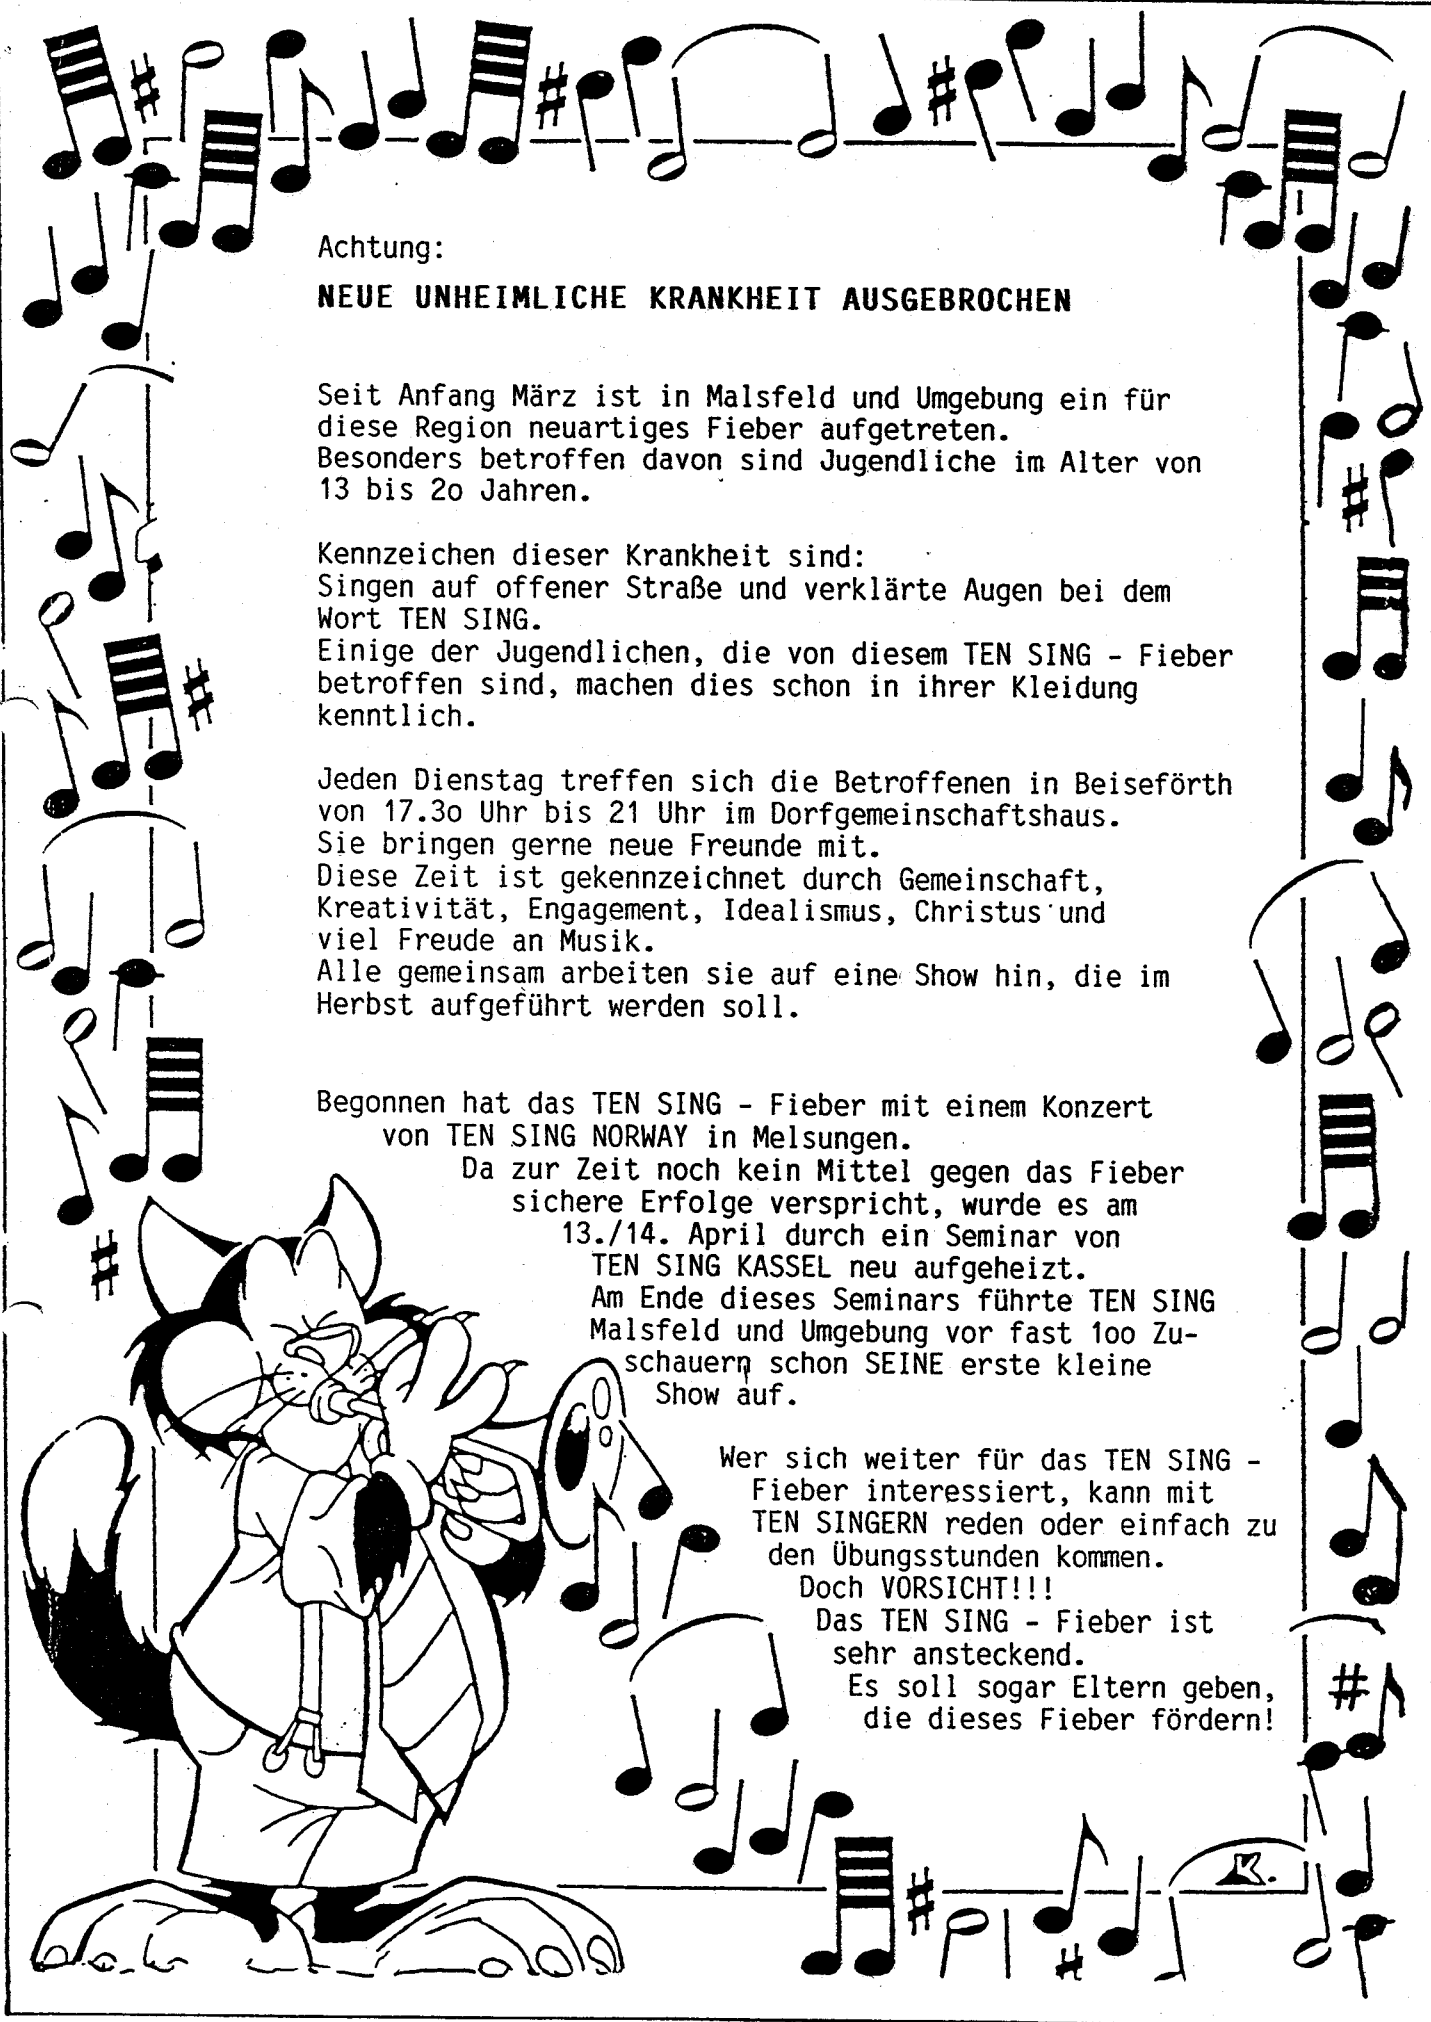 Achtung:
NEUE UNHEIMLICHE KRANKHEIT AUSGEBROCHEN
Seit Anfang März ist in Malsfeld und Umgebung ein für
diese Region neuartiges Fieber aufgetreten.
Besonders betroffen davon sind Jugendliche im Alter von
13 bis 2o Jahren.
Kennzeichen dieser Krankheit sind:
Singen auf offener Straße und verklärte Augen bei dem
Wort TEN SING.
Einige der Jugendlichen, die von diesem TEN SING - Fieber
betroffen sind, machen dies schon in ihrer Kleidung
kenntlich.
Jeden Dienstag treffen sich die Betroffenen in Beiseförth
von 17.3o Uhr bis 21 Uhr im Dorfgemeinschaftshaus.
Sie bringen gerne neue Freunde mit.
Diese Zeit ist gekennzeichnet durch Gemeinschaft,
Kreativität, Engagement, Idealismus, Christus und
viel Freude an Musik.
Alle gemeinsam arbeiten sie auf eine Show hin, die im
Herbst aufgeführt werden soll.
Begonnen hat das TEN SING - Fieber mit einem Konzert
von TEN SING NORWAY in Melsungen.
Da zur Zeit noch kein Mittel gegen das Fieber
sichere Erfolge verspricht, wurde es am
13./14. April durch ein Seminar von
TEN SING KASSEL neu aufgeheizt.
Am Ende dieses Seminars führte TEN SING
Malsfeld und Umgebung vor fast 1oo Zu-
schauern schon SEINE erste kleine
Show auf.
Wer sich weiter für das TEN SING -
Fieber interessiert, kann mit
TEN SINGERN reden oder einfach zu
den Übungsstunden kommen.
Doch VORSICHT!!!
Das TEN SING - Fieber ist
sehr ansteckend.
Es soll sogar Eltern geben,
die dieses Fieber fördern!
K.